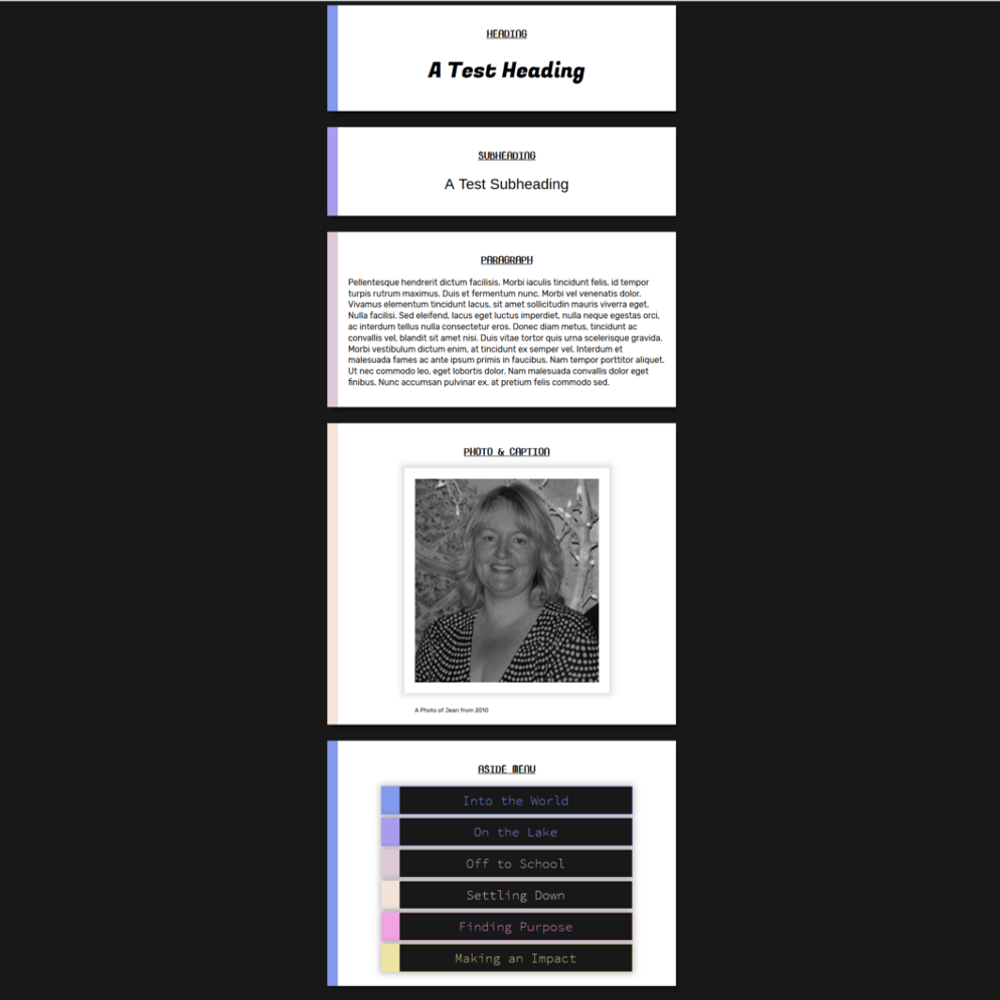 HEADING
A Test Heading
SUBHEADING
A Test Subheading
PARAGRAPH
Pellentesque hendrerit dictum facilisis. Morbi iaculis tincidunt felis, id tempor
turpis rutrum maximus. Duis et fermentum nunc. Morbi vel venenatis dolor.
Vivamus elementum tincidunt lacus, sit amet sollicitudin mauris viverra eget.
Nulla facilisi. Sed eleifend, lacus eget luctus imperdiet, nulla neque egestas orci,
ac interdum tellus nulla consectetur eros. Donec diam metus, tincidunt ac
convallis vel, blandit sit amet nisi. Duis vitae tortor quis urna scelerisque gravida.
Morbi vestibulum dictum enim, at tincidunt ex semper vel. Interdum et
malesuada fames ac ante ipsum primis in faucibus. Nam tempor porttitor aliquet.
Ut nec commodo leo, eget lobortis dolor. Nam malesuada convallis dolor eget
finibus. Nunc accumsan pulvinar ex, at pretium felis commodo sed.
PHOTO & CAPTION
A Photo of Jean from 2010
ASIDE MENU
Into the World
On the Lake
Off to School
Settling Down
Finding Purpose
Making an Impact